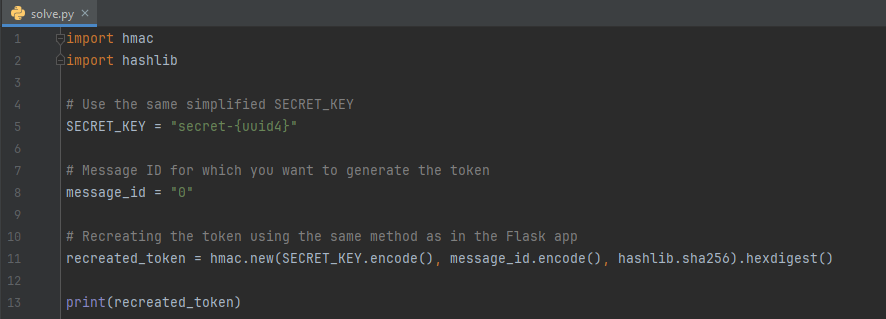 solve.py
1 import hmac
2 import hashlib
3
4 # Use the same simplified SECRET_KEY
5 SECRET_KEY = "secret-{uuid4}"
6
7 # Message ID for which you want to generate the token
8 message_id = "0"
9
10 # Recreating the token using the same method as in the Flask app
11 recreated_token = hmac.new(SECRET_KEY.encode(), message_id.encode(), hashlib.sha256).hexdigest()
12
13 print(recreated_token)